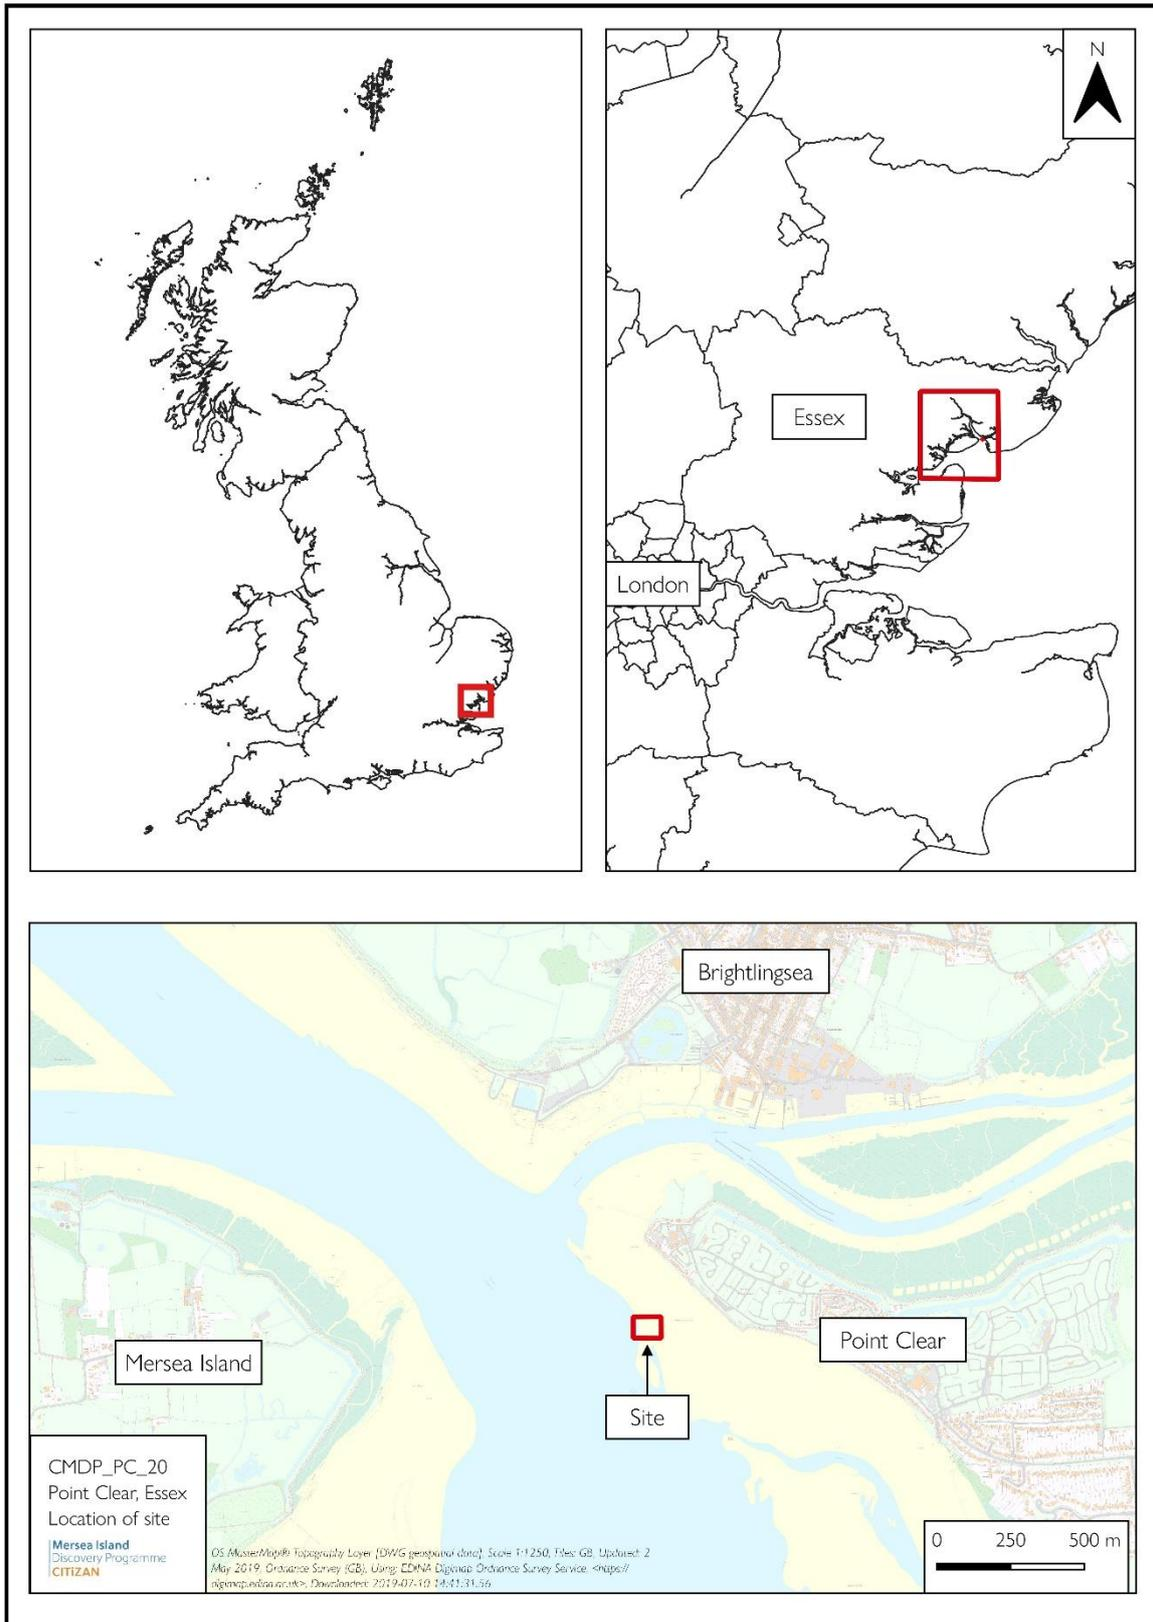 N
Essex
London
Brightlingsea
Mersea Island
Point Clear
Site
CMDP_PC_20
Point Clear, Essex
Location of site
Mersea Island
Discovery Programme
CITiZAN
OS MasterMap® Topography Layer [DWG geospatial data], Scale 1:1250, Tiles: GB, Updated: 2
May 2019, Ordnance Survey (GB), Using: EDINA Digimap Ordnance Survey Service, <https://
digimap.edina.ac.uk>, Downloaded: 2019-07-10 14:41:31.56
0 250 500 m